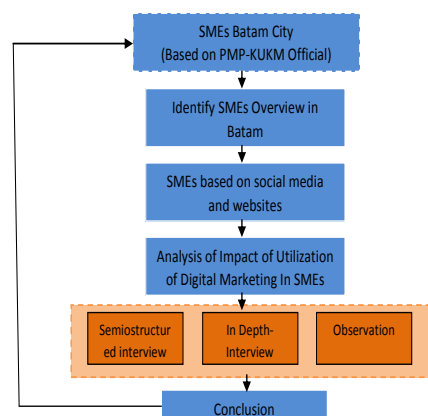 SMEs Batam City
(Based on PMP-KUKM Official)
Identify SMEs Overview in
Batam
SMEs based on social media
and websites
Analysis of Impact of Utilization
of Digital Marketing In SMEs
Semiostructur
ed interview
In Depth-
Interview
Observation
Conclusion